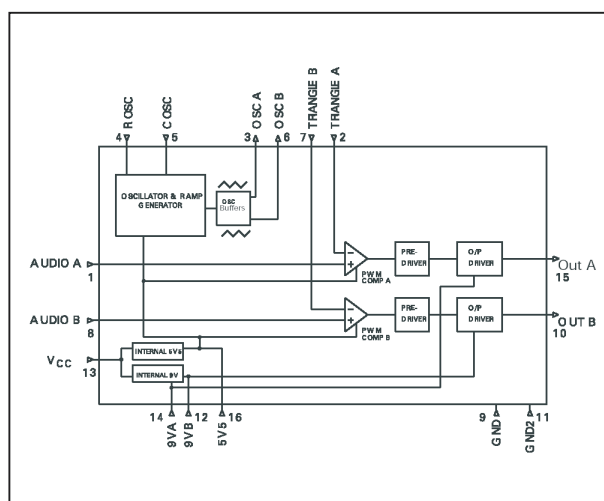 ROSC
COSC
OSC A
OSC B
TRANGIE B
TRANGIE A
4
5
3
6
7
2
OSCILLATOR & RAMP
GENERATOR
OSC
Buffers
AUDIO A
1
−
+
PWM
COMP A
PRE-
DRIVER
O/P
DRIVER
Out A
15
AUDIO B
8
−
+
PWM
COMP B
PRE-
DRIVER
O/P
DRIVER
OUT B
10
VCC
13
INTERNAL 5V5
INTERNAL 9V
14
12
16
9
11
9VA
9VB
5V5
GND
GND2